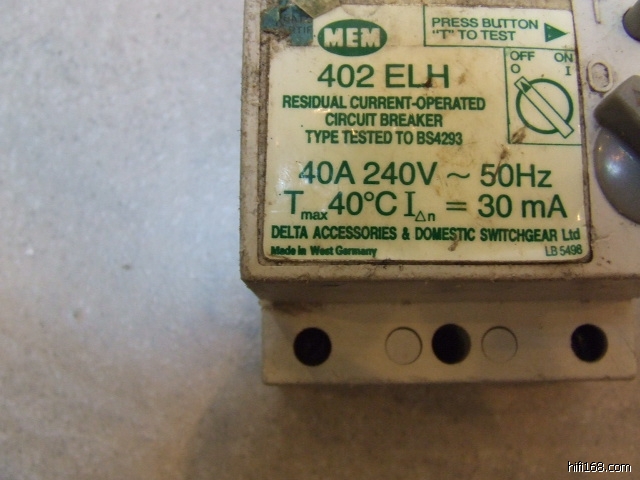 MEM
PRESS BUTTON
"T" TO TEST
OFF ON
O I
402 ELH
RESIDUAL CURRENT-OPERATED
CIRCUIT BREAKER
TYPE TESTED TO BS4293
40A 240V ~ 50Hz
Tmax 40°C I∆n = 30 mA
DELTA ACCESSORIES & DOMESTIC SWITCHGEAR Ltd
Made in West Germany LB 5498
I
O
hifi168.com